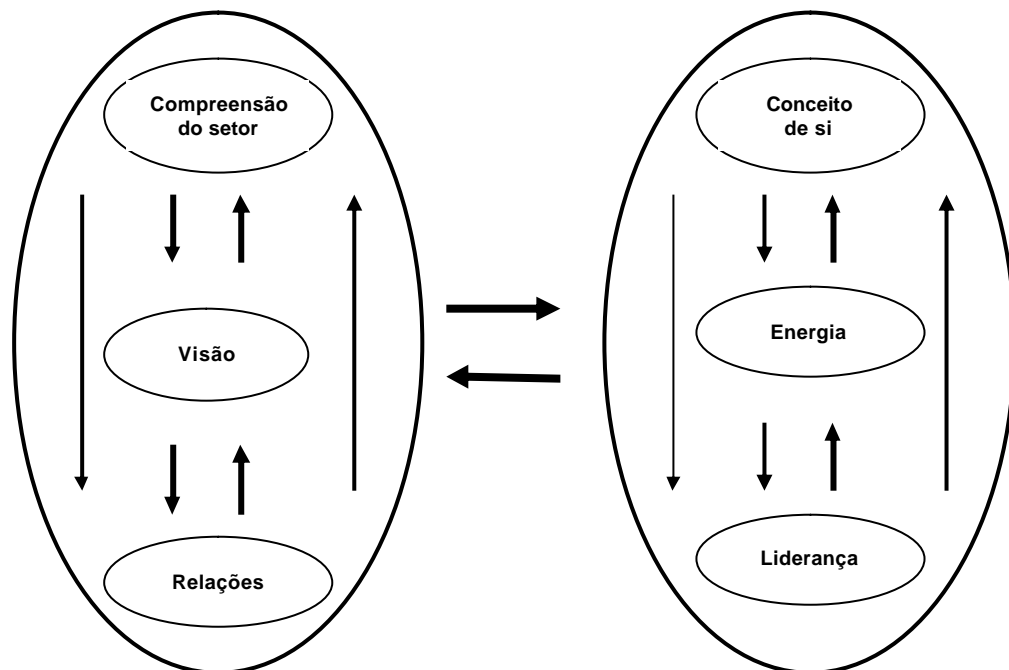 Compreensão
do setor
Conceito
de si
Visão
Energia
Relações
Liderança